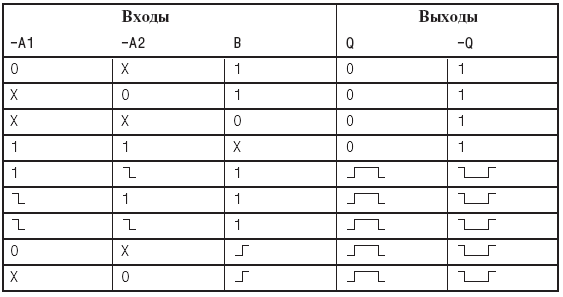 Входы Выходы
-A1 -A2 B Q -Q
0 X 1 0 1
X 0 1 0 1
X X 0 0 1
1 1 X 0 1
1 1
1 1
1
0 X
X 0